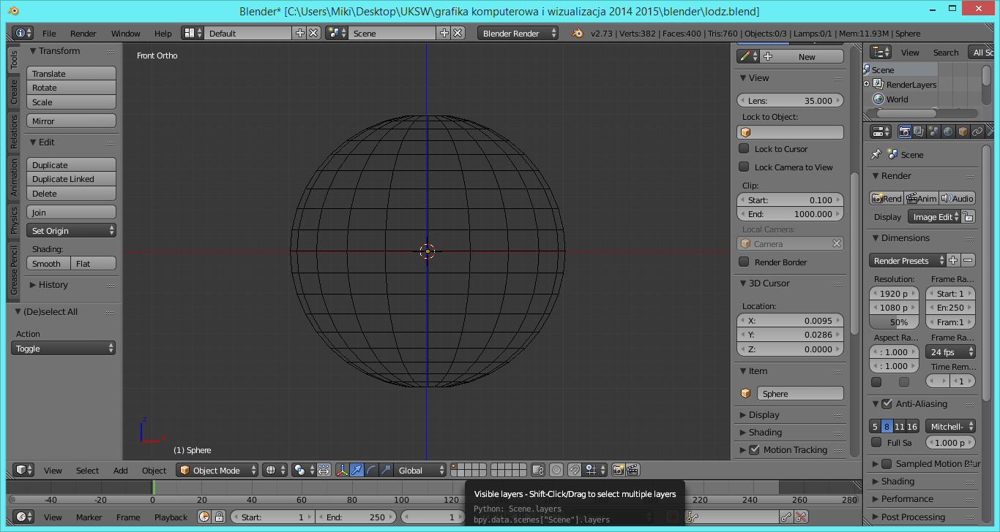 Blender* [C:\Users\Miki\Desktop\UKSW\grafika komputerowa i wizualizacja 2014 2015\blender\lodz.blend]
File Render Window Help Default Scene Blender Render v2.73 | Verts:382 | Faces:400 | Tris:760 | Objects:0/3 | Lamps:0/1 | Mem:11.93M | Sphere
Tools
Create
Relations
Animation
Physics
Grease Pencil
Transform
Translate
Rotate
Scale
Mirror
Edit
Duplicate
Duplicate Linked
Delete
Join
Set Origin
Shading:
Smooth Flat
History
(De)select All
Action
Toggle
Front Ortho
z
x
(1) Sphere
New
View
Lens: 35.000
Lock to Object:
Lock to Cursor
Lock Camera to View
Clip:
Start: 0.100
End: 1000.000
Local Camera:
Camera
Render Border
3D Cursor
Location:
X: 0.0095
Y: 0.0286
Z: 0.0000
Item
Sphere
Display
Shading
Motion Tracking
View Search All Sc
Scene
RenderLayers
World
Scene
Render
Rend Anim Audio
Display Image Edit
Dimensions
Render Presets
Resolution: Frame Ra...
1920 p Start: 1
1080 p En:250
50% Fram:1
Aspect Ra... Frame Ra...
: 1.000 24 fps
: 1.000 Time Rem...
1
Anti-Aliasing
5 8 11 16 Mitchell-
Full Sa 1.000 p
Sampled Motion Blur
Shading
Performance
Post Processing
View Select Add Object Object Mode Global
-40 -20 0 20 40 60 80 100 120 260 280
Visible layers - Shift-Click/Drag to select multiple layers
Python: Scene.layers
bpy.data.scenes["Scene"].layers
View Marker Frame Playback Start: 1 End: 250 1